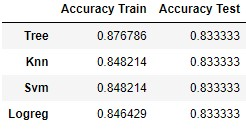 Accuracy Train Accuracy Test
Tree 0.876786 0.833333
Knn 0.848214 0.833333
Svm 0.848214 0.833333
Logreg 0.846429 0.833333